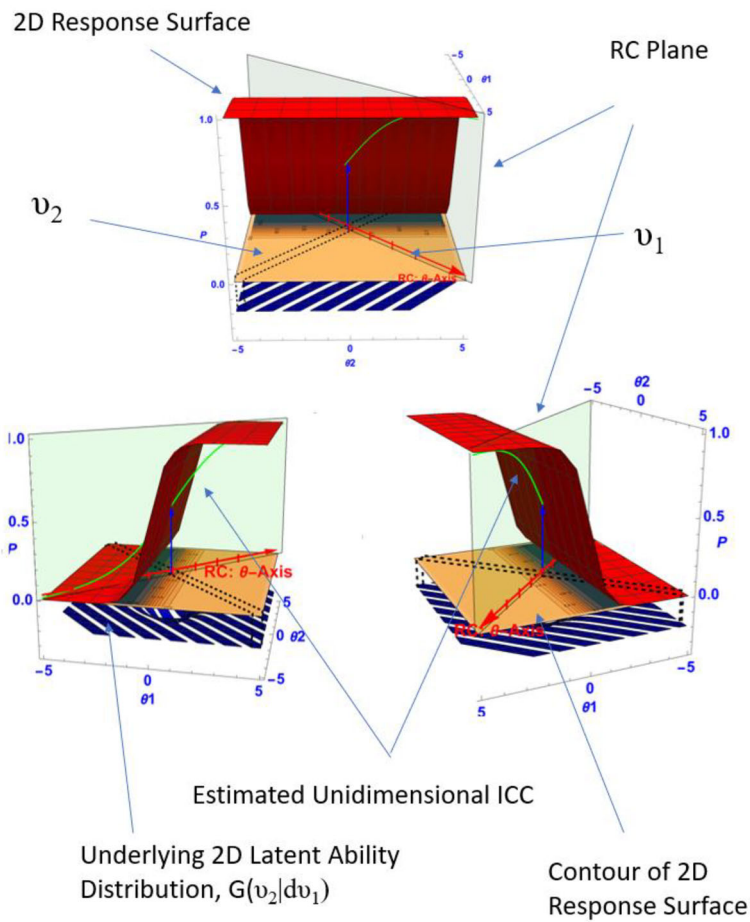 2D Response Surface
RC Plane
-5
0 θ1
5
1.0
0.5
P
0.0
RC: θ-Axis
-5 0 5
θ2
υ2
υ1
1.0
0.5
P
0.0
RC: θ-Axis
5
0 θ2
-5
-5 0 5
θ1
θ2
-5 0 5
1.0
0.5
P
0.0
RC: θ-Axis
5 0 -5
θ1
Estimated Unidimensional ICC
Underlying 2D Latent Ability
Distribution, G(υ2|dυ1)
Contour of 2D
Response Surface